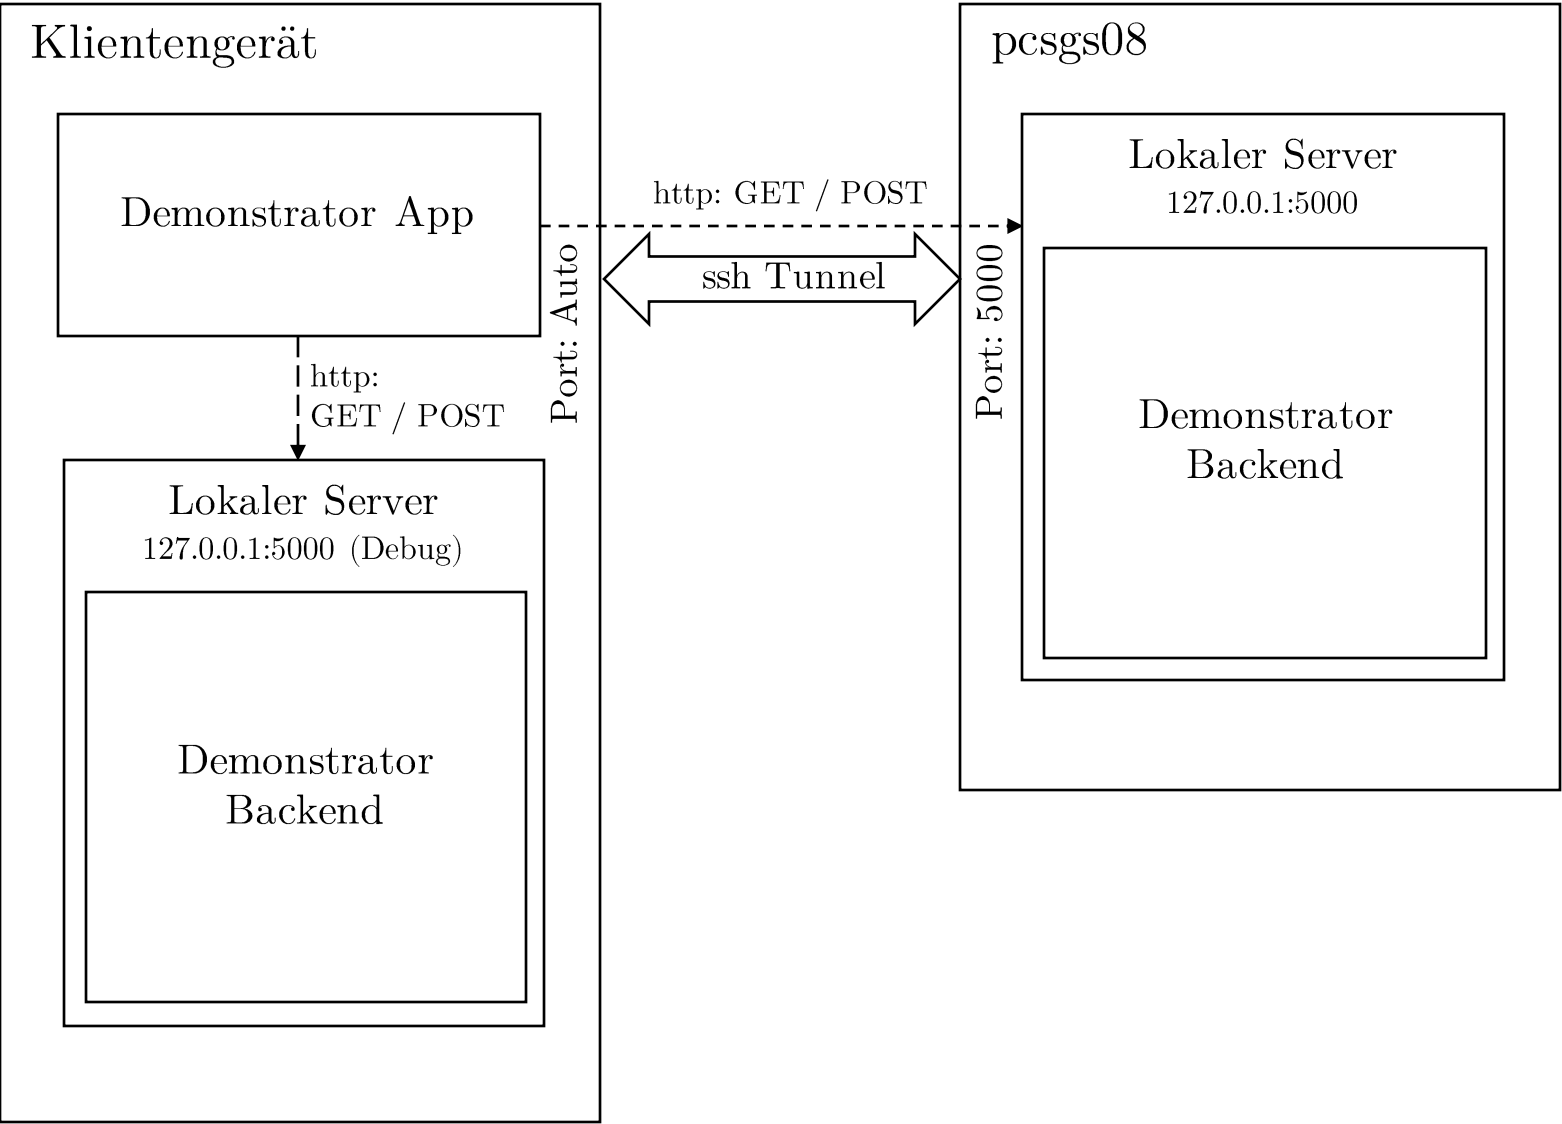 Klientengerät
Demonstrator App
http:
GET / POST
Port: Auto
Lokaler Server
127.0.0.1:5000 (Debug)
Demonstrator
Backend
http: GET / POST
ssh Tunnel
pcsgs08
Port: 5000
Lokaler Server
127.0.0.1:5000
Demonstrator
Backend